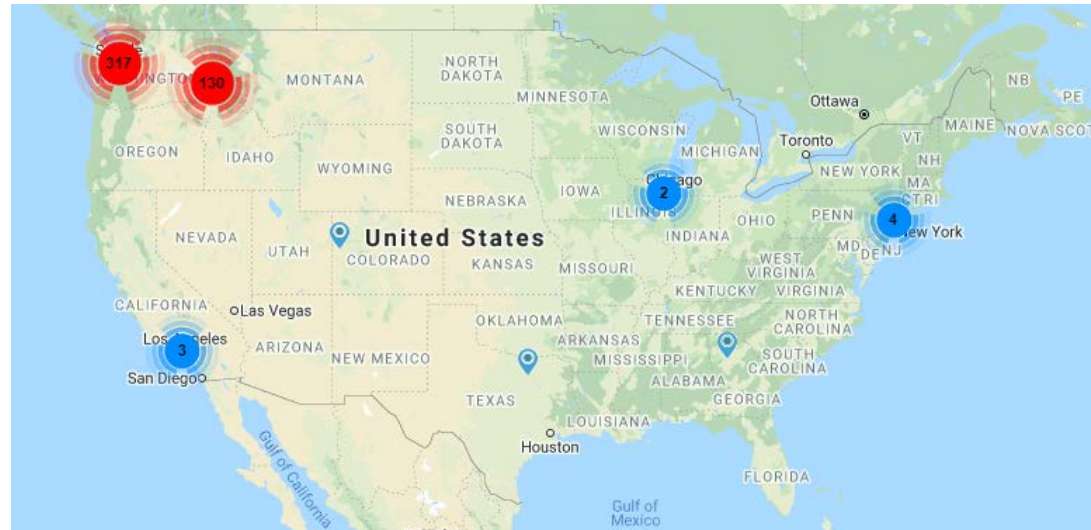 317
130
MONTANA
NORTH
DAKOTA
MINNESOTA
Ottawa
NB
PE
MAINE
NOVA SCOT
OREGON
IDAHO
SOUTH
DAKOTA
WISCONSIN
MICHIGAN
Toronto
VT
NH
NEW YORK
MA
CT
RI
WYOMING
2
IOWA
ILLINOIS
NEBRASKA
NEVADA
UTAH
COLORADO
United States
KANSAS
MISSOURI
INDIANA
OHIO
PENN
4
New York
MD
DE
NJ
WEST
VIRGINIA
KENTUCKY
VIRGINIA
CALIFORNIA
Las Vegas
3
San Diego
ARIZONA
NEW MEXICO
OKLAHOMA
ARKANSAS
TENNESSEE
NORTH
CAROLINA
MISSISSIPPI
SOUTH
CAROLINA
ALABAMA
GEORGIA
TEXAS
LOUISIANA
Houston
FLORIDA
Gulf of California
Gulf of
Mexico